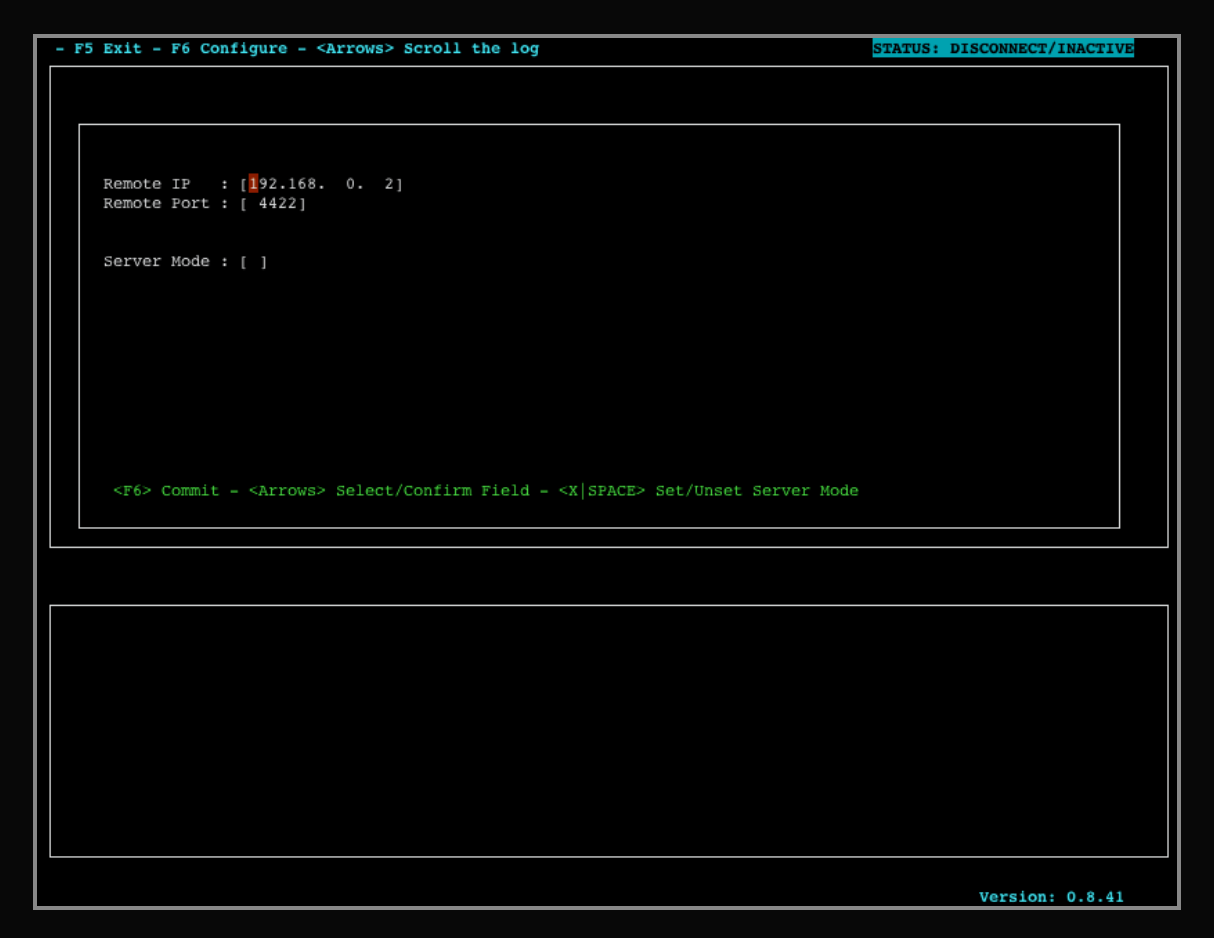 - F5 Exit - F6 Configure - <Arrows> Scroll the log STATUS: DISCONNECT/INACTIVE
Remote IP : [192.168. 0. 2]
Remote Port : [ 4422]
Server Mode : [ ]
<F6> Commit - <Arrows> Select/Confirm Field - <X|SPACE> Set/Unset Server Mode
Version: 0.8.41